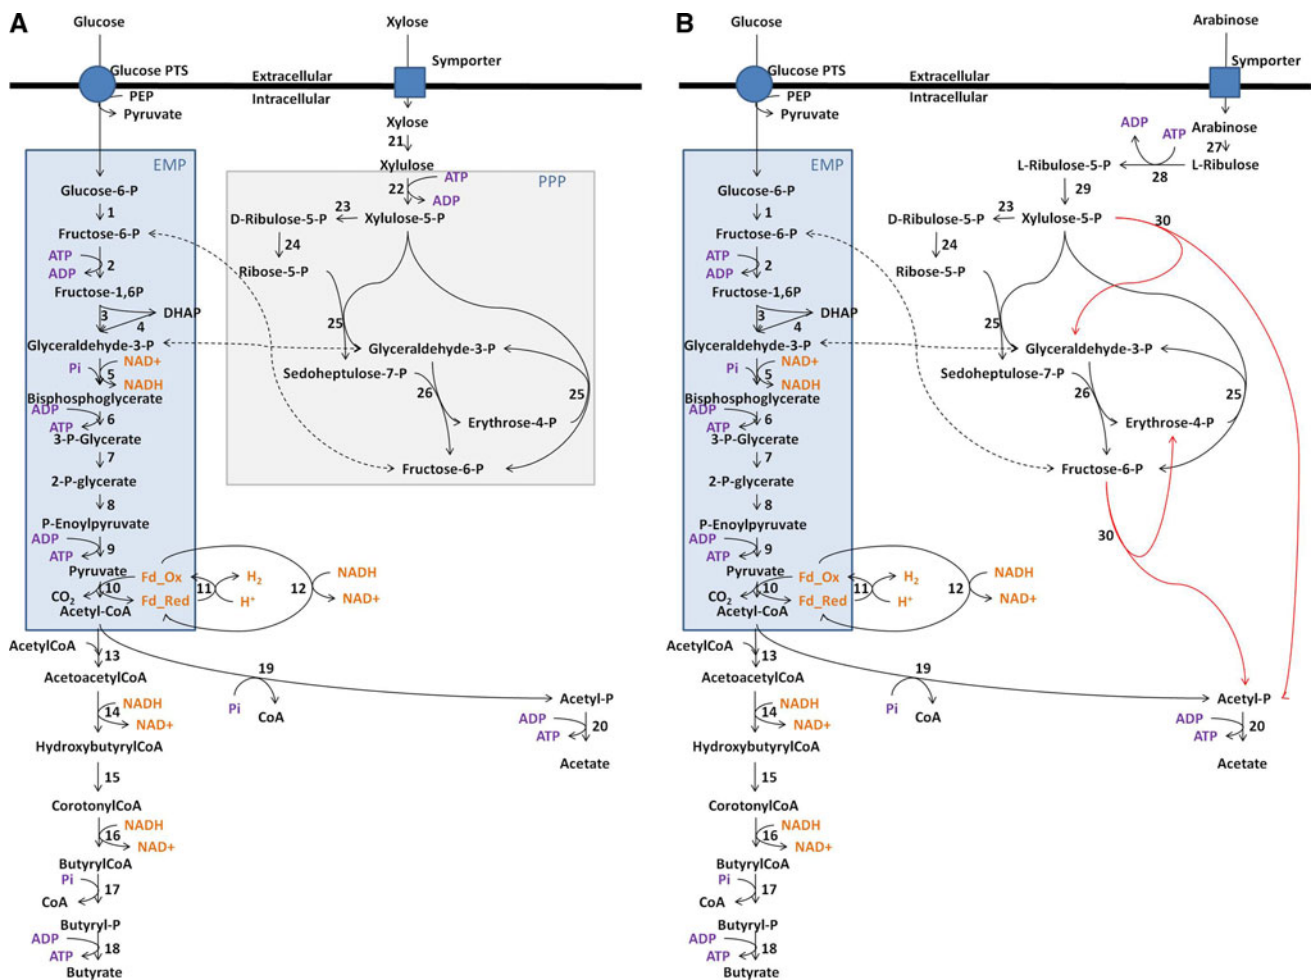 A
Glucose
Xylose
Glucose PTS
Symporter
Extracellular
Intracellular
PEP
Pyruvate
Xylose
21
Xylulose
EMP
PPP
22
ATP
ADP
Glucose-6-P
1
D-Ribulose-5-P
23
Xylulose-5-P
Fructose-6-P
24
ATP
ADP
2
Ribose-5-P
Fructose-1,6P
3
4
DHAP
25
Glyceraldehyde-3-P
Glyceraldehyde-3-P
Pi
5
NAD+
NADH
Sedoheptulose-7-P
26
25
Bisphosphoglycerate
ADP
ATP
6
Erythrose-4-P
3-P-Glycerate
7
Fructose-6-P
2-P-glycerate
8
P-Enolypyruvate
ADP
ATP
9
Pyruvate
Fd_Ox
H2
NADH
10
11
12
CO2
Fd_Red
H+
NAD+
Acetyl-CoA
AcetylCoA
13
19
AcetoacetylCoA
Pi
CoA
Acetyl-P
14
NADH
NAD+
ADP
ATP
20
HydroxybutyrylCoA
Acetate
15
CorotonylCoA
16
NADH
NAD+
ButyrylCoA
Pi
17
CoA
Butyryl-P
ADP
ATP
18
Butyrate
B
Glucose
Arabinose
Glucose PTS
Symporter
Extracellular
Intracellular
PEP
Pyruvate
ADP
ATP
Arabinose
27
EMP
L-Ribulose-5-P
28
L-Ribulose
Glucose-6-P
29
1
D-Ribulose-5-P
23
Xylulose-5-P
30
Fructose-6-P
24
ATP
ADP
2
Ribose-5-P
Fructose-1,6P
3
4
DHAP
25
Glyceraldehyde-3-P
Glyceraldehyde-3-P
Pi
5
NAD+
NADH
Sedoheptulose-7-P
26
25
Bisphosphoglycerate
ADP
ATP
6
Erythrose-4-P
3-P-Glycerate
7
Fructose-6-P
2-P-glycerate
8
P-Enolypyruvate
30
ADP
ATP
9
Pyruvate
Fd_Ox
H2
NADH
10
11
12
CO2
Fd_Red
H+
NAD+
Acetyl-CoA
AcetylCoA
13
19
AcetoacetylCoA
Pi
CoA
Acetyl-P
14
NADH
NAD+
ADP
ATP
20
HydroxybutyrylCoA
Acetate
15
CorotonylCoA
16
NADH
NAD+
ButyrylCoA
Pi
17
CoA
Butyryl-P
ADP
ATP
18
Butyrate